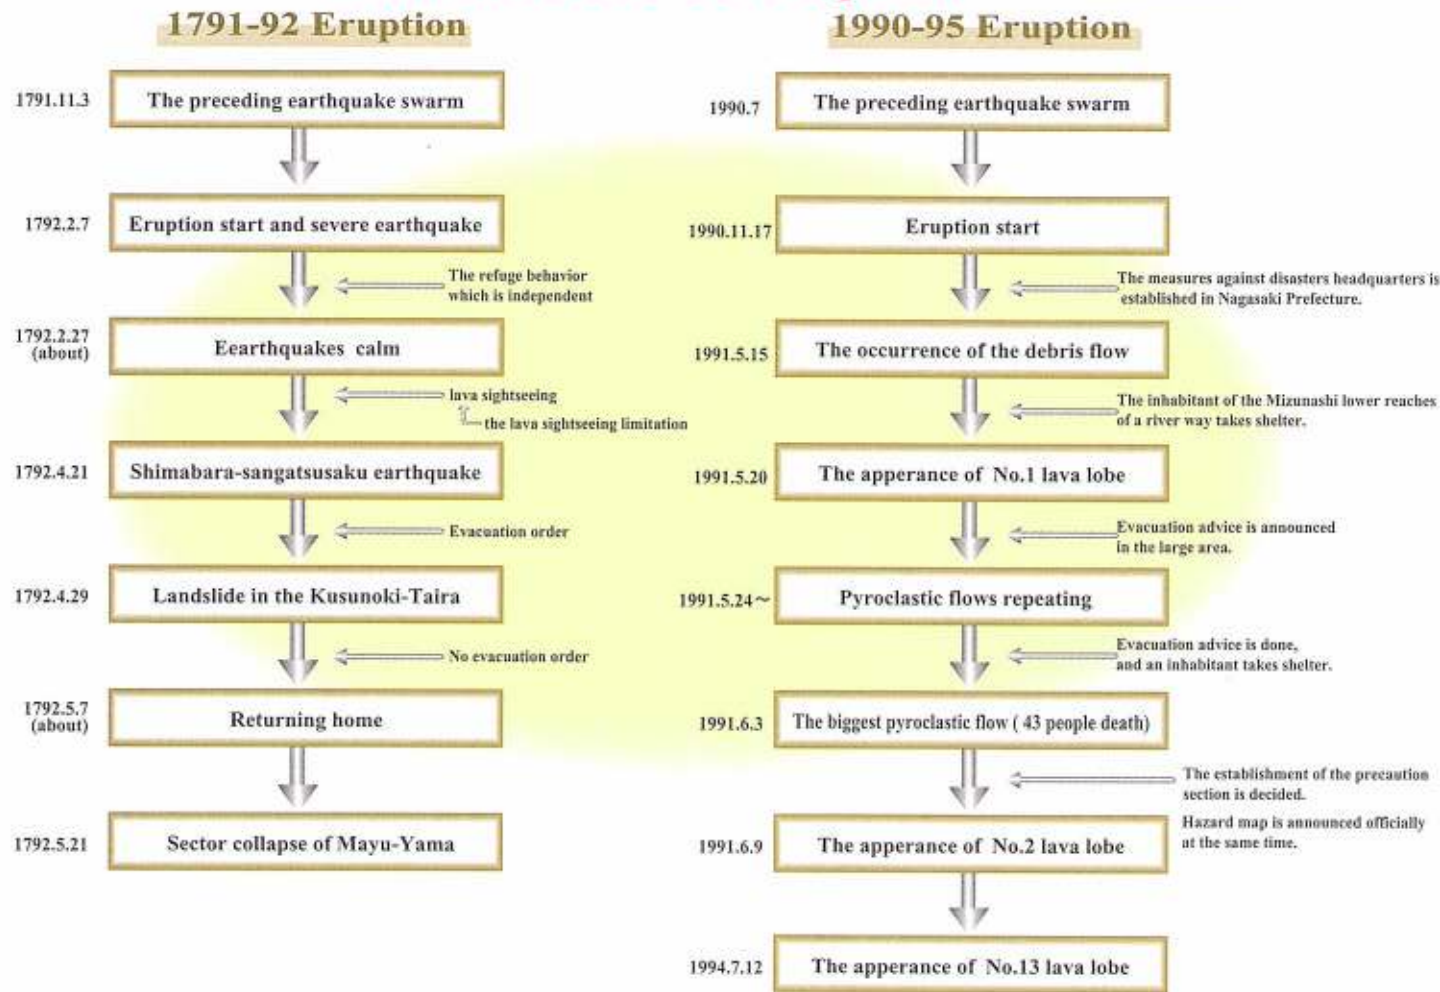 1791-92 Eruption
1791.11.3
The preceding earthquake swarm
1792.2.7
Eruption start and severe earthquake
The refuge behavior
which is independent
1792.2.27
(about)
Eearthquakes calm
lava sightseeing
the lava sightseeing limitation
1792.4.21
Shimabara-sangatsusaku earthquake
Evacuation order
1792.4.29
Landslide in the Kusunoki-Taira
No evacuation order
1792.5.7
(about)
Returning home
1792.5.21
Sector collapse of Mayu-Yama
1990-95 Eruption
1990.7
The preceding earthquake swarm
1990.11.17
Eruption start
The measures against disasters headquarters is
established in Nagasaki Prefecture.
1991.5.15
The occurrence of the debris flow
The inhabitant of the Mizunashi lower reaches
of a river way takes shelter.
1991.5.20
The apperance of No.1 lava lobe
Evacuation advice is announced
in the large area.
1991.5.24~
Pyroclastic flows repeating
Evacuation advice is done,
and an inhabitant takes shelter.
1991.6.3
The biggest pyroclastic flow ( 43 people death)
The establishment of the precaution
section is decided.
Hazard map is announced officially
at the same time.
1991.6.9
The apperance of No.2 lava lobe
1994.7.12
The apperance of No.13 lava lobe